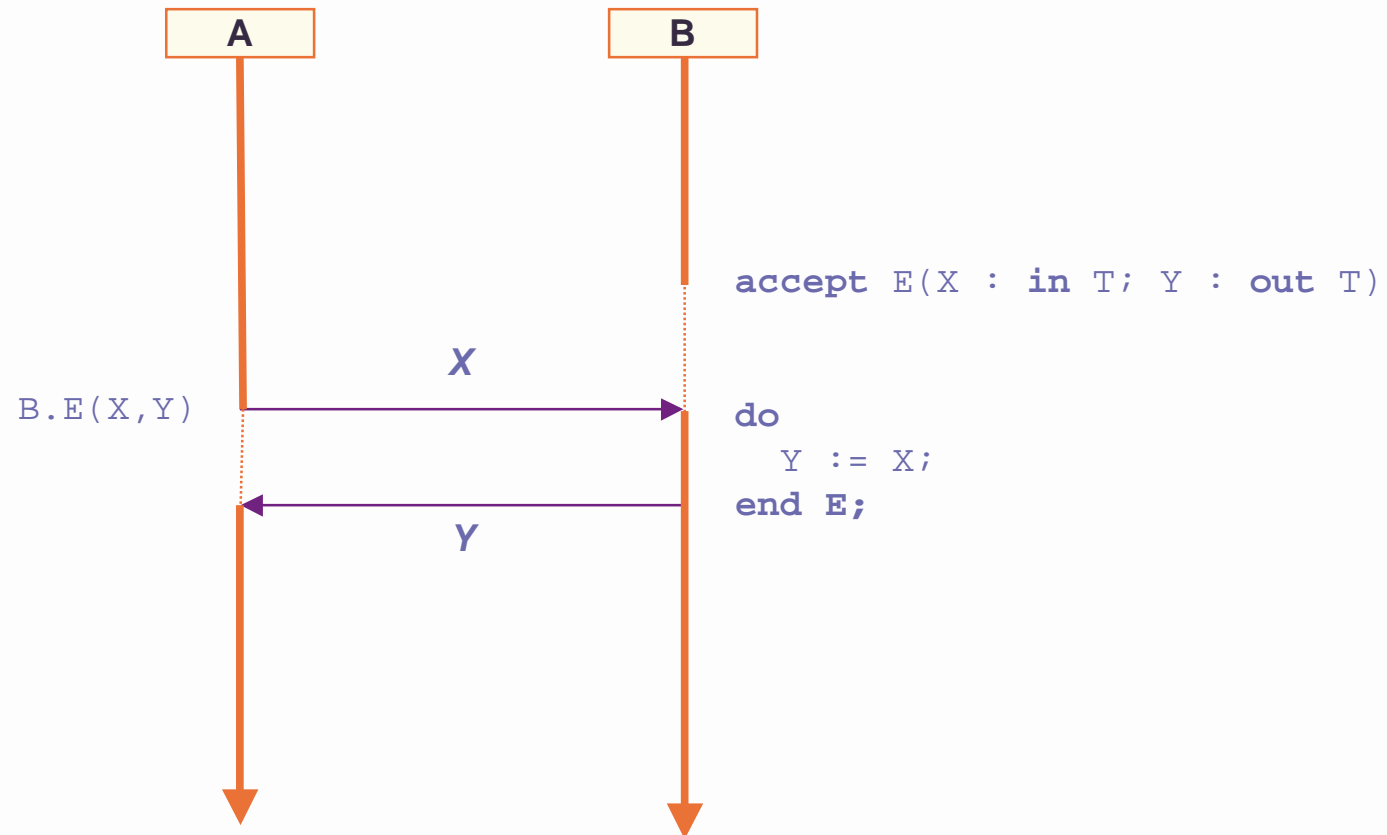 A
B
accept E(X : in T; Y : out T)
X
B.E(X,Y)
do
Y := X;
end E;
Y